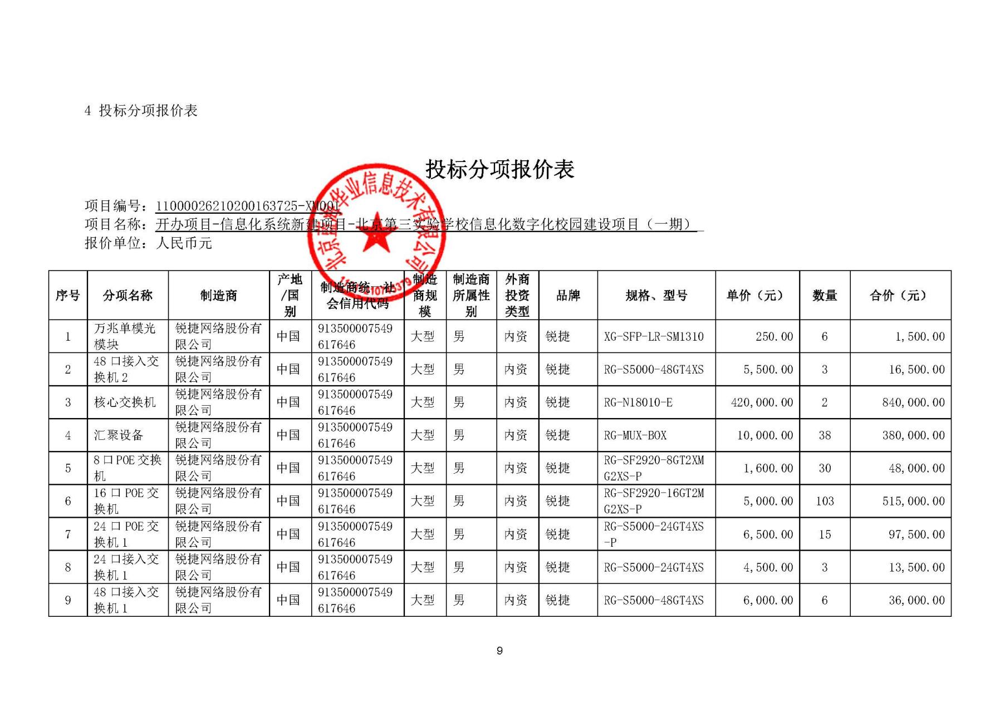 4 投标分项报价表
投标分项报价表
项目编号：11000026210200163725-XM001
项目名称：开办项目-信息化系统新建项目-北京第三实验学校信息化数字化校园建设项目（一期）
报价单位：人民币元
北京蓝海华业信息技术有限公司
序号 分项名称 制造商 产地/国别 制造商统一社会信用代码 制造商规模 制造商所属性别 外商投资类型 品牌 规格、型号 单价（元） 数量 合价（元）
1 万兆单模光模块 锐捷网络股份有限公司 中国 913500007549617646 大型 男 内资 锐捷 XG-SFP-LR-SM1310 250.00 6 1,500.00
2 48 口接入交换机 2 锐捷网络股份有限公司 中国 913500007549617646 大型 男 内资 锐捷 RG-S5000-48GT4XS 5,500.00 3 16,500.00
3 核心交换机 锐捷网络股份有限公司 中国 913500007549617646 大型 男 内资 锐捷 RG-N18010-E 420,000.00 2 840,000.00
4 汇聚设备 锐捷网络股份有限公司 中国 913500007549617646 大型 男 内资 锐捷 RG-MUX-BOX 10,000.00 38 380,000.00
5 8 口 POE 交换机 锐捷网络股份有限公司 中国 913500007549617646 大型 男 内资 锐捷 RG-SF2920-8GT2XMG2XS-P 1,600.00 30 48,000.00
6 16 口 POE 交换机 锐捷网络股份有限公司 中国 913500007549617646 大型 男 内资 锐捷 RG-SF2920-16GT2MG2XS-P 5,000.00 103 515,000.00
7 24 口 POE 交换机 1 锐捷网络股份有限公司 中国 913500007549617646 大型 男 内资 锐捷 RG-S5000-24GT4XS-P 6,500.00 15 97,500.00
8 24 口接入交换机 1 锐捷网络股份有限公司 中国 913500007549617646 大型 男 内资 锐捷 RG-S5000-24GT4XS 4,500.00 3 13,500.00
9 48 口接入交换机 1 锐捷网络股份有限公司 中国 913500007549617646 大型 男 内资 锐捷 RG-S5000-48GT4XS 6,000.00 6 36,000.00
9